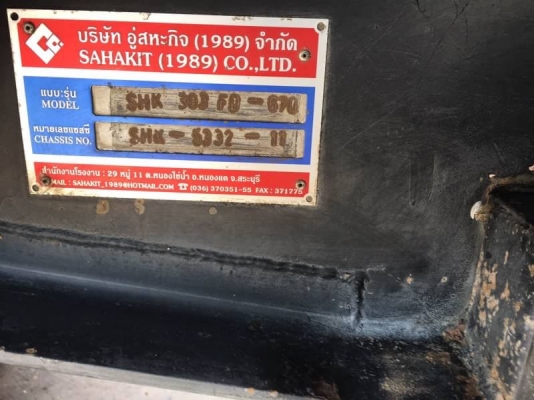 บริษัท อู่สหะกิจ (1989) จำกัด
SAHAKIT (1989) CO.,LTD.
แบบ:รุ่น
MODEL
SHK 303 FB - 670
หมายเลขแชสซี
CHASSIS NO.
SHK - 5932 - 11
สำนักงานโรงงาน : 29 หมู่ 11 ต.หนองไข่น้ำ อ.หนองแค จ.สระบุรี
MAIL : SAHAKIT_1989@HOTMAIL.COM ☎ (036) 370351-55 FAX : 371775